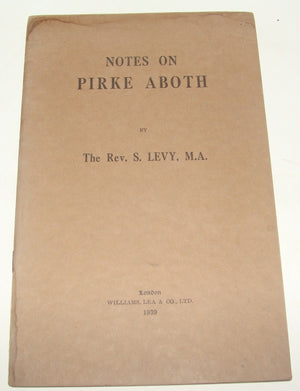 NOTES ON
PIRKE ABOTH
BY
The Rev. S. LEVY, M.A.
London
WILLIAMS, LEA & CO., LTD.
1939